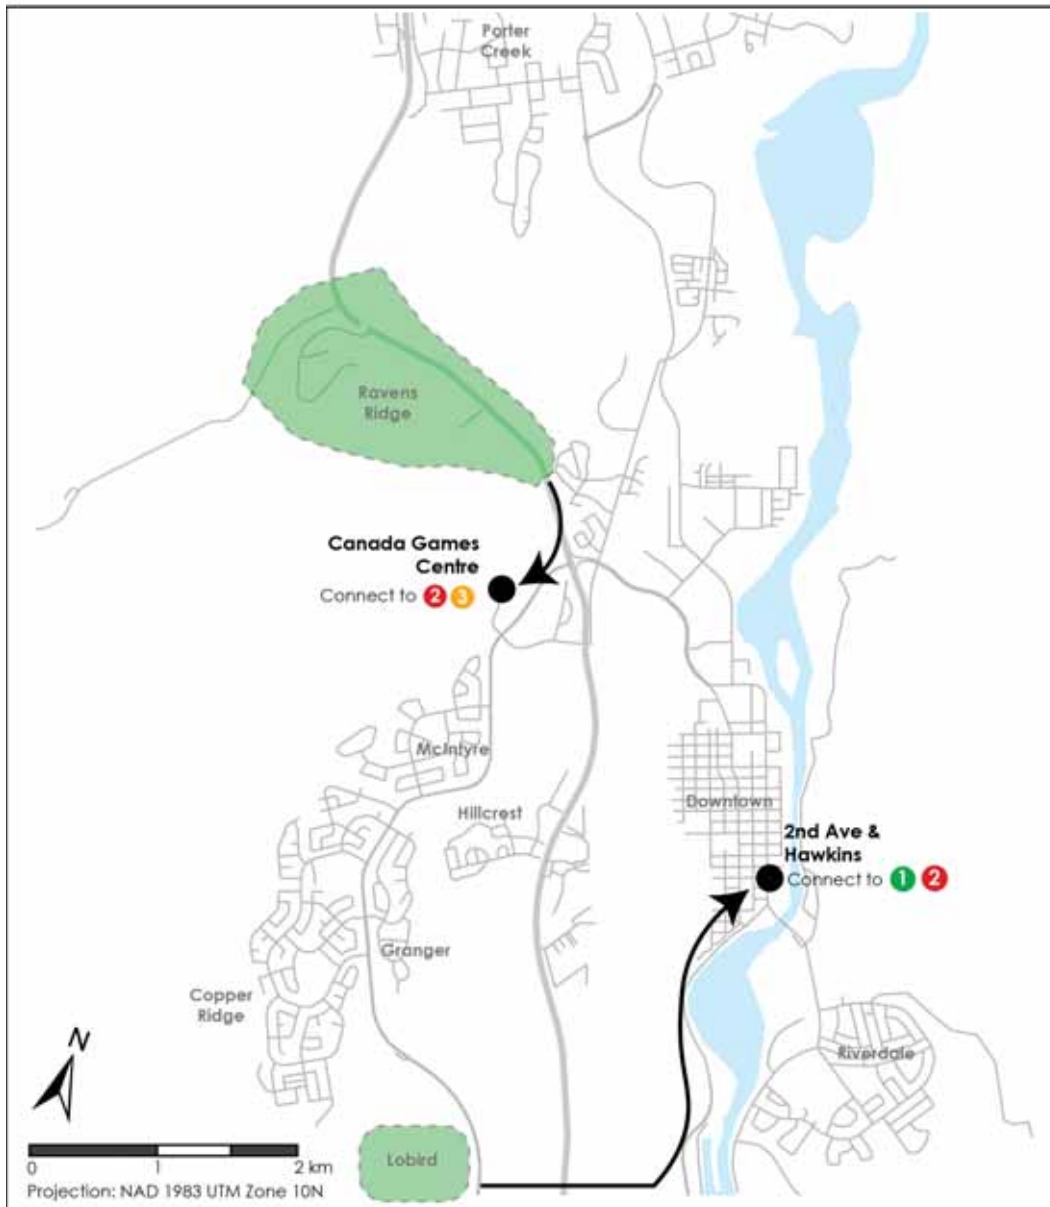 Porter
Creek
Ravens
Ridge
Canada Games
Centre
Connect to 2 3
McIntyre
Hillcrest
Downtown
2nd Ave &
Hawkins
Connect to 1 2
Granger
Copper
Ridge
Riverdale
N
Lobird
0 1 2 km
Projection: NAD 1983 UTM Zone 10N